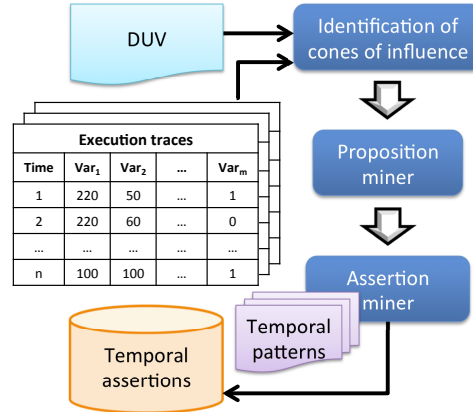 DUV
Identification of
cones of influence
Execution traces
Time Var1 Var2 ... Varm
1 220 50 ... 1
2 220 60 ... 0
... ... ... ... ...
n 100 100 ... 1
Proposition
miner
Assertion
miner
Temporal
patterns
Temporal
assertions